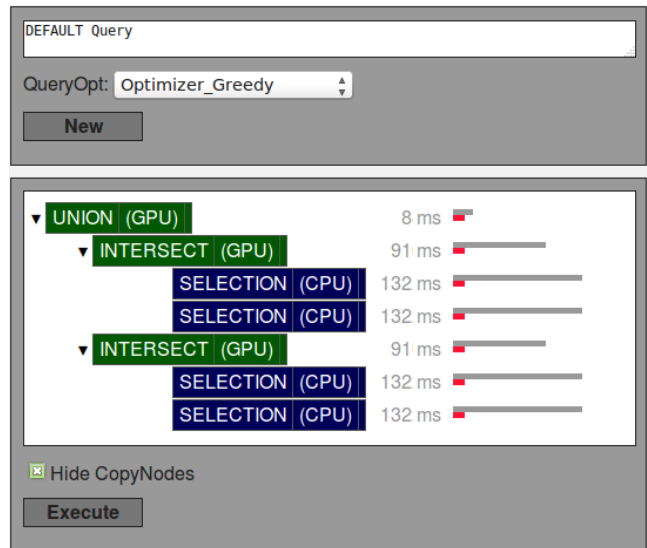 DEFAULT Query
QueryOpt: Optimizer_Greedy
New
▼ UNION (GPU) 8 ms
▼ INTERSECT (GPU) 91 ms
SELECTION (CPU) 132 ms
SELECTION (CPU) 132 ms
▼ INTERSECT (GPU) 91 ms
SELECTION (CPU) 132 ms
SELECTION (CPU) 132 ms
Hide CopyNodes
Execute